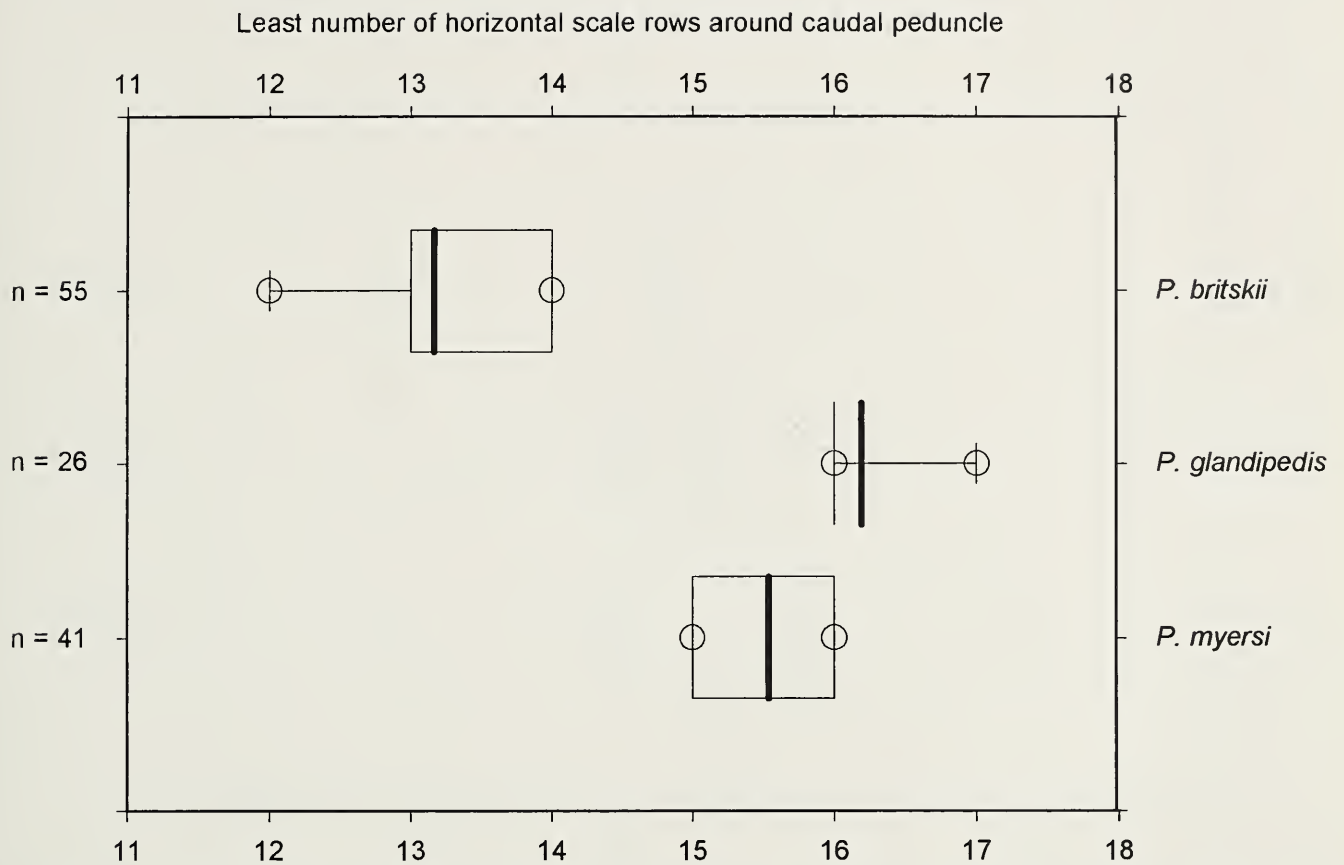 Least number of horizontal scale rows around caudal peduncle
11 12 13 14 15 16 17 18
n = 55 P. britskii
n = 26 P. glandipedis
n = 41 P. myersi
11 12 13 14 15 16 17 18